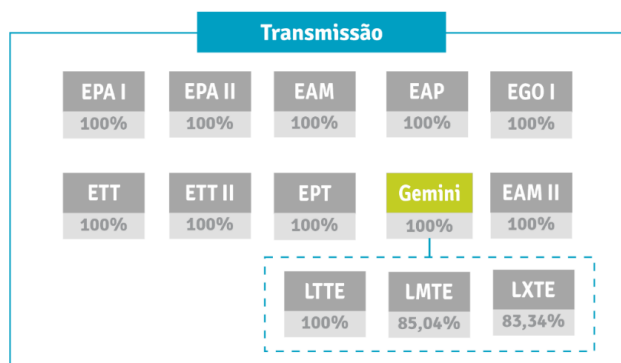 Transmissão
EPA I EPA II EAM EAP EGO I
100% 100% 100% 100% 100%
ETT ETT II EPT Gemini EAM II
100% 100% 100% 100% 100%
LTTE LMTE LXTE
100% 85,04% 83,34%